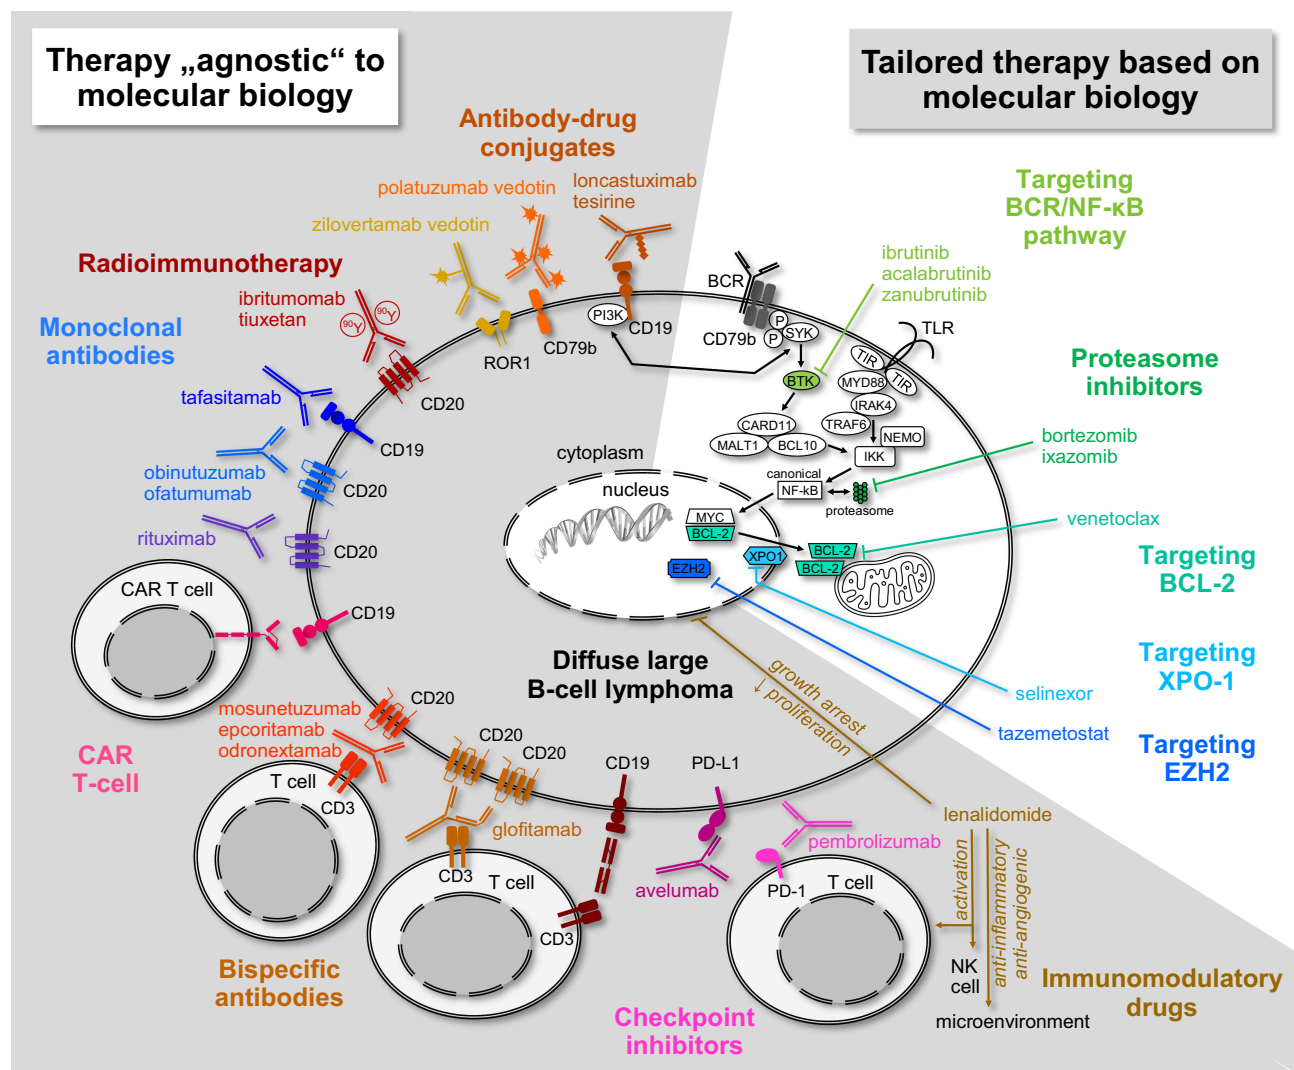 Therapy „agnostic“ to
molecular biology
Tailored therapy based on
molecular biology
Antibody-drug
conjugates
polatuzumab vedotin
loncastuximab
tesirine
zilovertamab vedotin
Radioimmunotherapy
ibritumomab
tiuxetan
90Y
90Y
Monoclonal
antibodies
tafasitamab
obinutuzumab
ofatumumab
rituximab
CD20
CD19
CD20
CD20
CD19
ROR1
CD79b
PI3K
CD19
BCR
CD79b
P
P
SYK
BTK
CARD11
MALT1
BCL10
TLR
TIR
TIR
MYD88
IRAK4
TRAF6
NEMO
IKK
canonical
NF-kB
proteasome
Targeting
BCR/NF-κB
pathway
ibrutinib
acalabrutinib
zanubrutinib
Proteasome
inhibitors
bortezomib
ixazomib
venetoclax
Targeting
BCL-2
Targeting
XPO-1
selinexor
tazemetostat
Targeting
EZH2
cytoplasm
nucleus
MYC
BCL-2
XPO1
BCL-2
BCL-2
EZH2
Diffuse large
B-cell lymphoma
growth arrest
↓ proliferation
CAR T cell
CAR
T-cell
mosunetuzumab
epcoritamab
odronextamab
CD20
T cell
CD3
CD20
CD20
glofitamab
CD3
T cell
CD19
CD3
Bispecific
antibodies
PD-L1
avelumab
pembrolizumab
PD-1
T cell
Checkpoint
inhibitors
lenalidomide
activation
anti-inflammatory
anti-angiogenic
NK
cell
microenvironment
Immunomodulatory
drugs